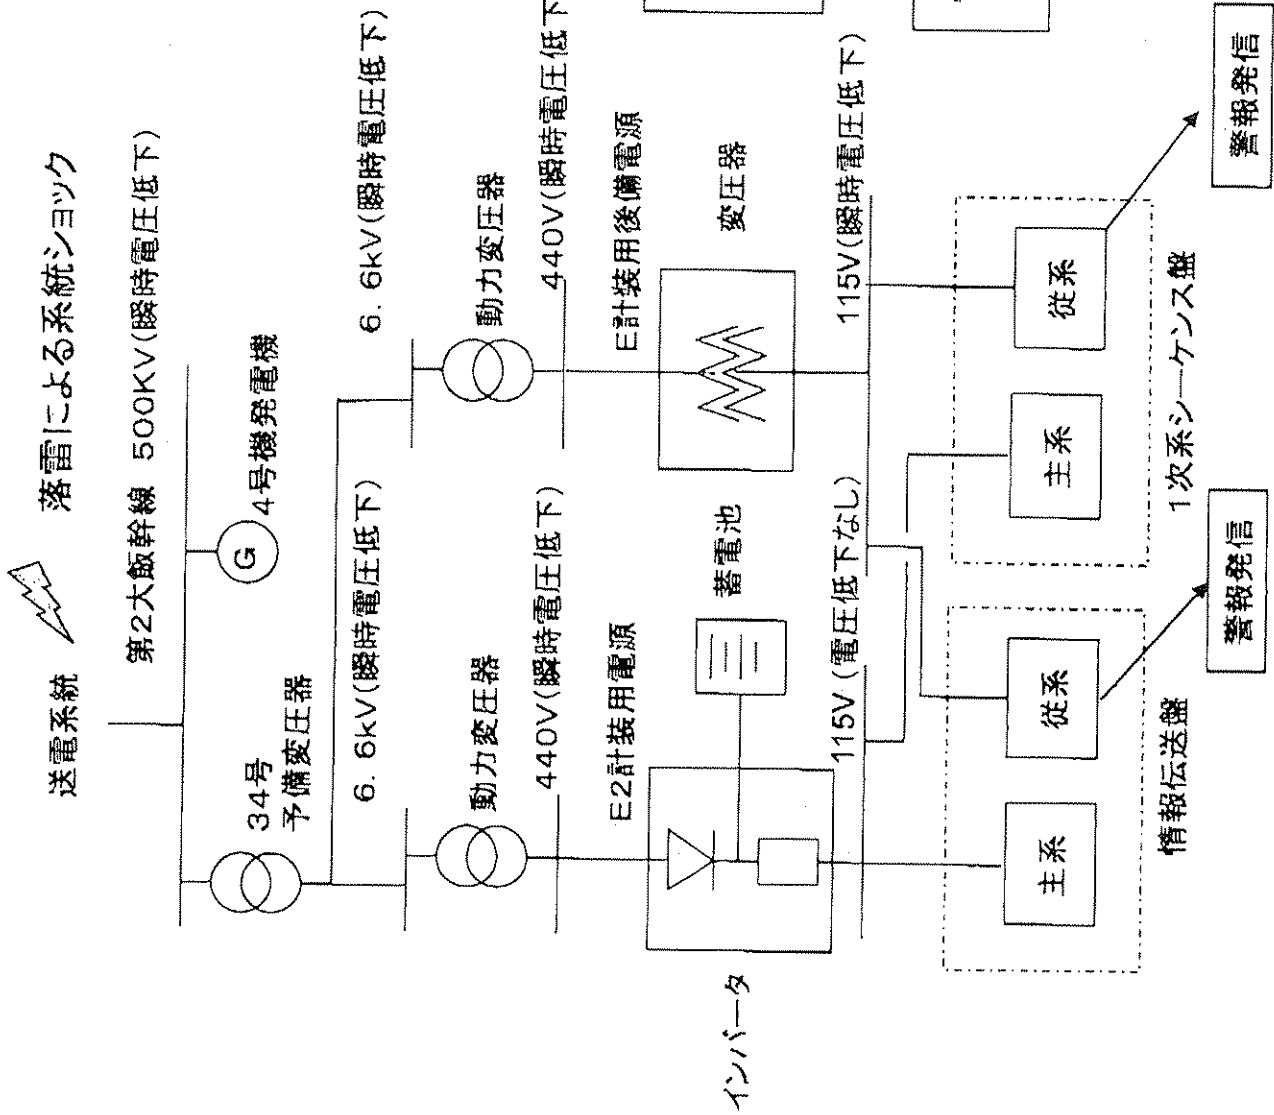 落雷による系統ショック
送電系統
第2大飯幹線 500KV(瞬時電圧低下)
G
4号機発電機
34号
予備変圧器
6.6kV(瞬時電圧低下)
6.6kV(瞬時電圧低下)
動力変圧器
動力変圧器
440V(瞬時電圧低下)
440V(瞬時電圧低下
E2計装用電源
E計装用後備電源
インバータ
蓄電池
変圧器
115V(電圧低下なし)
115V(瞬時電圧低下)
主系
従系
主系
従系
情報伝送盤
1次系シーケンス盤
警報発信
警報発信